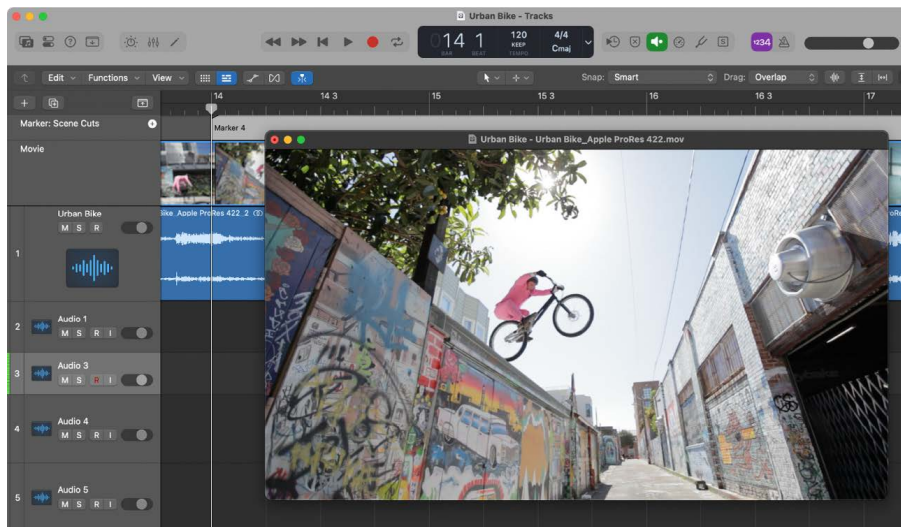 Urban Bike - Tracks
014 1
BAR BEAT
120
KEEP
TEMPO
4/4
Cmaj
1234
Edit Functions View
Snap: Smart
Drag: Overlap
14 14 3 15 15 3 16 16 3 17
Marker: Scene Cuts
Marker 4
Urban Bike - Urban Bike_Apple ProRes 422.mov
Movie
1
Urban Bike
M S R
Bike_Apple ProRes 422_2
2
Audio 1
M S R I
3
Audio 3
M S R I
4
Audio 4
M S R I
5
Audio 5
M S R I